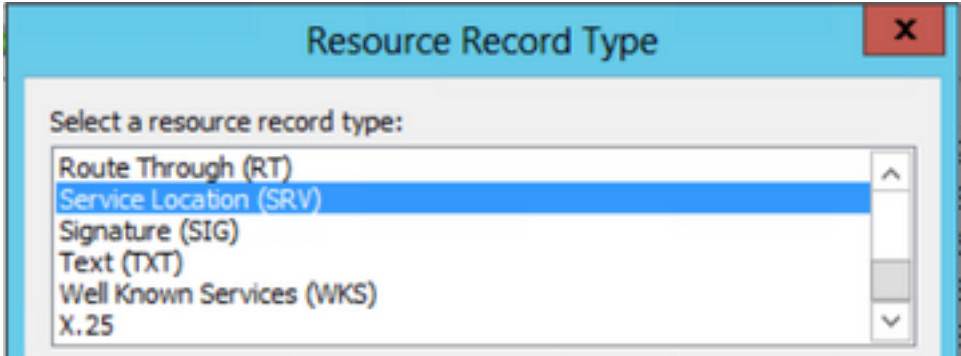 Resource Record Type
x
Select a resource record type:
Route Through (RT)
Service Location (SRV)
Signature (SIG)
Text (TXT)
Well Known Services (WKS)
X.25